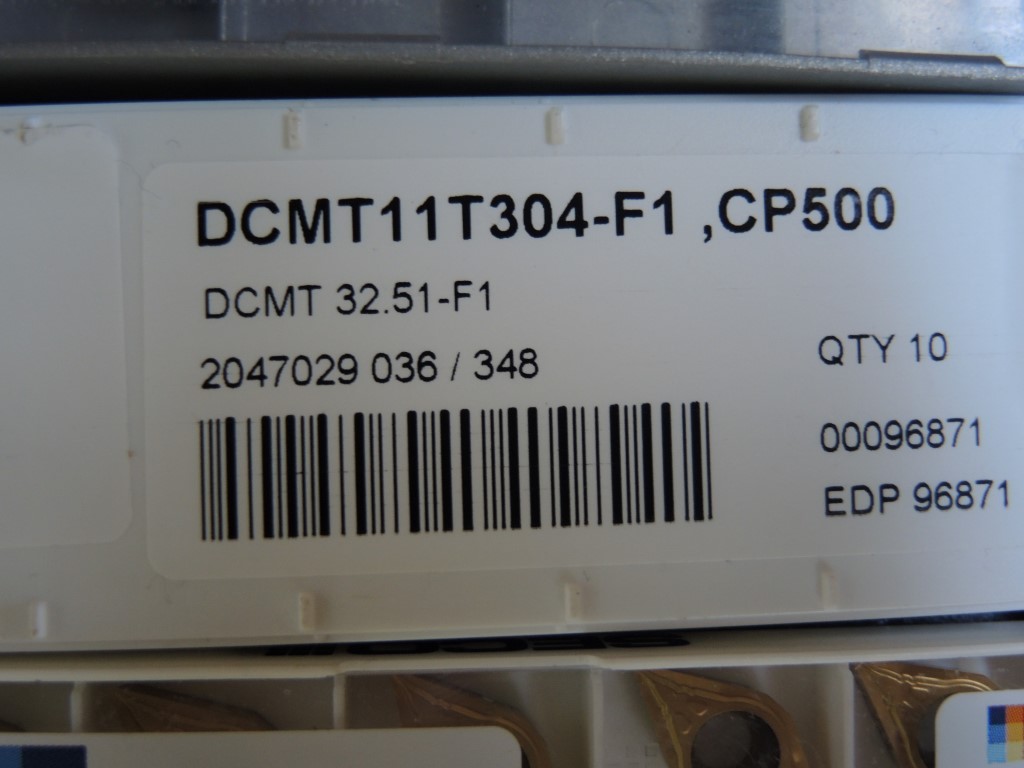 DCMT11T304-F1 ,CP500
DCMT 32.51-F1
2047029 036 / 348
QTY 10
00096871
EDP 96871